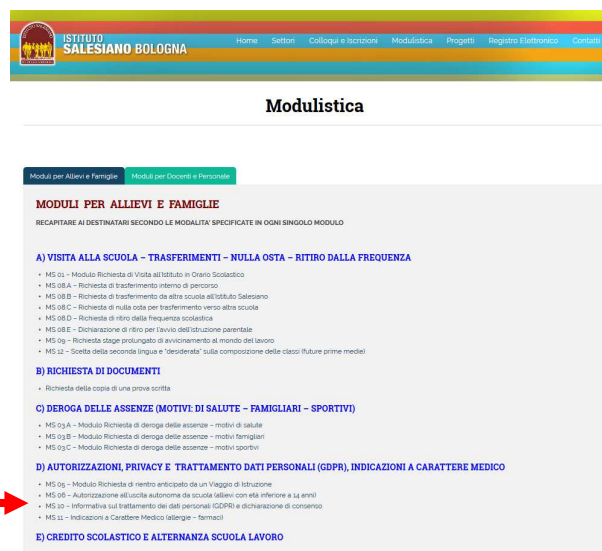 ISTITUTO
SALESIANO BOLOGNA
Home Settori Colloqui e Iscrizioni Modulistica Progetti Registro Elettronico Contatti
Modulistica
Moduli per Allievi e Famiglie Moduli per Docenti e Personale
MODULI PER ALLIEVI E FAMIGLIE
RECAPITARE AI DESTINATARI SECONDO LE MODALITA' SPECIFICATE IN OGNI SINGOLO MODULO
A) VISITA ALLA SCUOLA – TRASFERIMENTI – NULLA OSTA – RITIRO DALLA FREQUENZA
• MS 01 – Modulo Richiesta di Visita all'Istituto in Orario Scolastico
• MS 08.A – Richiesta di trasferimento interno di percorso
• MS 08.B – Richiesta di trasferimento da altra scuola all'Istituto Salesiano
• MS 08.C – Richiesta di nulla osta per trasferimento verso altra scuola
• MS 08.D – Richiesta di ritiro dalla frequenza scolastica
• MS 08.E – Dichiarazione di ritiro per l'avvio dell'istruzione parentale
• MS 09 – Richiesta stage prolungato di avvicinamento al mondo del lavoro
• MS 12 – Scelta della seconda lingua e "desiderata" sulla composizione delle classi (future prime medie)
B) RICHIESTA DI DOCUMENTI
• Richiesta della copia di una prova scritta
C) DEROGA DELLE ASSENZE (MOTIVI: DI SALUTE – FAMIGLIARI – SPORTIVI)
• MS 03.A – Modulo Richiesta di deroga delle assenze – motivi di salute
• MS 03.B – Modulo Richiesta di deroga delle assenze – motivi famigliari
• MS 03.C – Modulo Richiesta di deroga delle assenze – motivi sportivi
D) AUTORIZZAZIONI, PRIVACY E TRATTAMENTO DATI PERSONALI (GDPR), INDICAZIONI A CARATTERE MEDICO
• MS 05 – Modulo Richiesta di rientro anticipato da un Viaggio di Istruzione
• MS 06 – Autorizzazione all'uscita autonoma da scuola (allievi con età inferiore a 14 anni)
• MS 10 – Informativa sul trattamento dei dati personali (GDPR) e dichiarazione di consenso
• MS 11 – Indicazioni a Carattere Medico (allergie – farmaci)
E) CREDITO SCOLASTICO E ALTERNANZA SCUOLA LAVORO